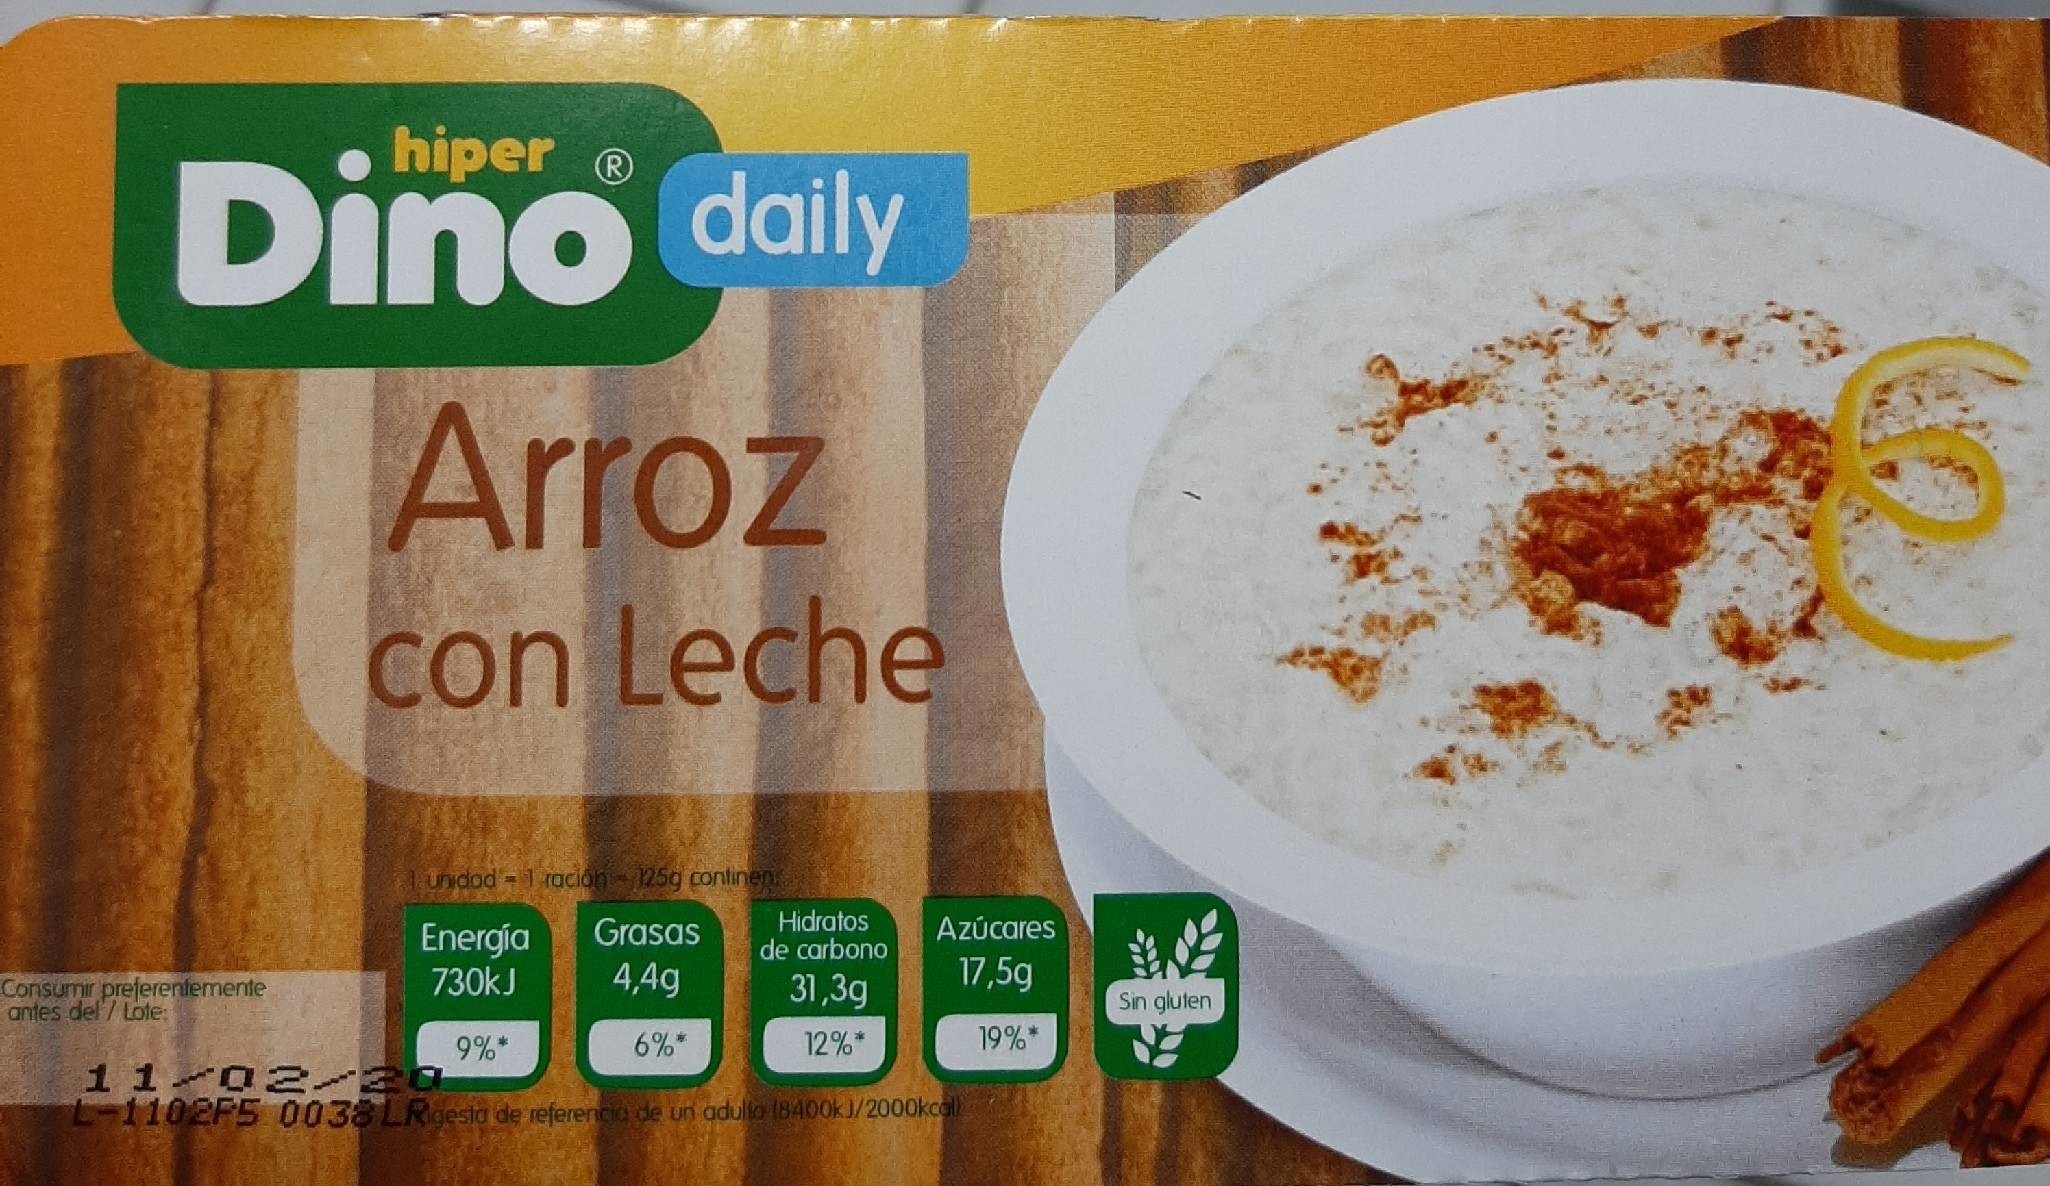 hiper
Dino®
daily
Arroz
con Leche
1 unidad = 1 ración = 125g continen:
Energía
730kJ
9%*
Grasas
4,4g
6%*
Hidratos
de carbono
31,3g
12%*
Azúcares
17,5g
19%*
Sin gluten
Consumir preferentemente
antes del / Lote:
11/02/20
L-1102F5 0038LR
de referencia de un adulto (8400kJ/2000kcal)